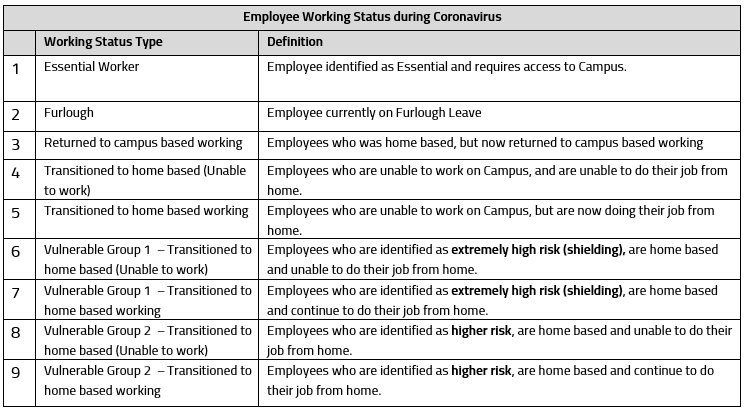 Employee Working Status during Coronavirus
Working Status Type Definition
1 Essential Worker Employee identified as Essential and requires access to Campus.
2 Furlough Employee currently on Furlough Leave
3 Returned to campus based working Employees who was home based, but now returned to campus based working
4 Transitioned to home based (Unable Employees who are unable to work on Campus, and are unable to do their job from
to work) home.
5 Transitioned to home based working Employees who are unable to work on Campus, but are now doing their job from
home.
6 Vulnerable Group 1 – Transitioned to Employees who are identified as extremely high risk (shielding), are home based
home based (Unable to work) and unable to do their job from home.
7 Vulnerable Group 1 – Transitioned to Employees who are identified as extremely high risk (shielding), are home based
home based working and continue to do their job from home.
8 Vulnerable Group 2 – Transitioned to Employees who are identified as higher risk, are home based and unable to do their
home based (Unable to work) job from home.
9 Vulnerable Group 2 – Transitioned to Employees who are identified as higher risk, are home based and continue to do
home based working their job from home.